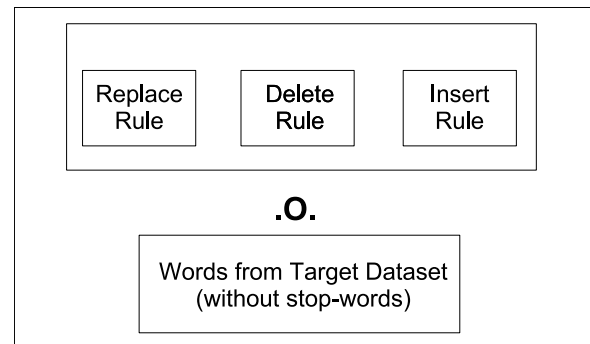 Replace
Rule
Delete
Rule
Insert
Rule
.O.
Words from Target Dataset
(without stop-words)